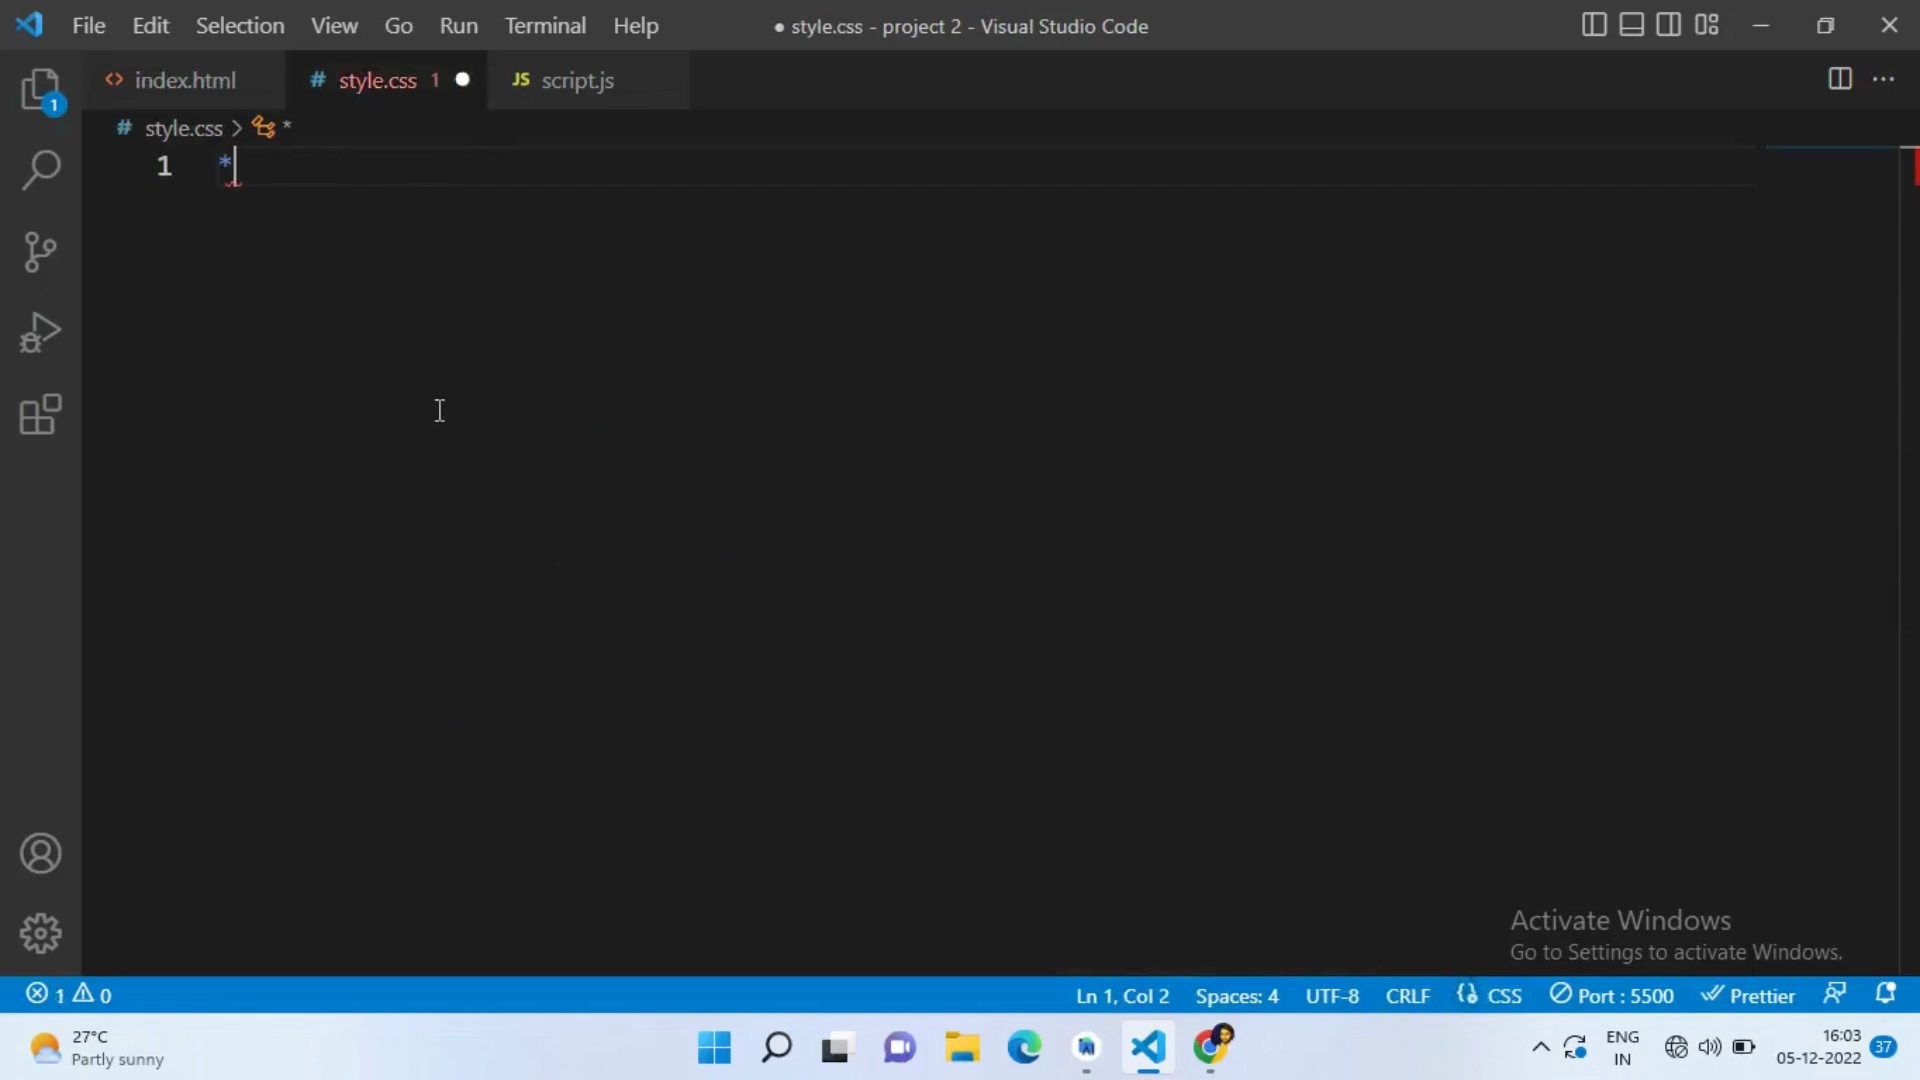 File Edit Selection View Go Run Terminal Help ● style.css - project 2 - Visual Studio Code
<> index.html # style.css 1 ● JS script.js ...
1
# style.css > *
1 *
Activate Windows
Go to Settings to activate Windows.
1 0 Ln 1, Col 2 Spaces: 4 UTF-8 CRLF {} CSS Port : 5500 Prettier
27°C
Partly sunny
ENG
IN
16:03
05-12-2022
37